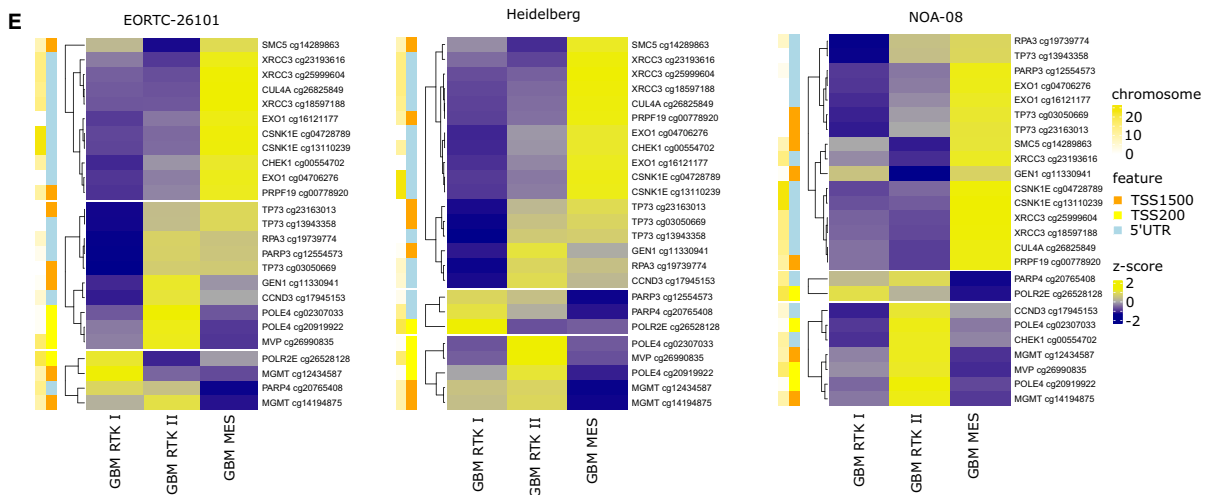 E
EORTC-26101
SMC5 cg14289863
XRCC3 cg23193616
XRCC3 cg25999604
CUL4A cg26825849
XRCC3 cg18597188
EXO1 cg16121177
CSNK1E cg04728789
CSNK1E cg13110239
CHEK1 cg00554702
EXO1 cg04706276
PRPF19 cg00778920
TP73 cg23163013
TP73 cg13943358
RPA3 cg19739774
PARP3 cg12554573
TP73 cg03050669
GEN1 cg11330941
CCND3 cg17945153
POLE4 cg02307033
POLE4 cg20919922
MVP cg26990835
POLR2E cg26528128
MGMT cg12434587
PARP4 cg20765408
MGMT cg14194875
GBM RTK I
GBM RTK II
GBM MES
Heidelberg
SMC5 cg14289863
XRCC3 cg23193616
XRCC3 cg25999604
XRCC3 cg18597188
CUL4A cg26825849
PRPF19 cg00778920
EXO1 cg04706276
CHEK1 cg00554702
EXO1 cg16121177
CSNK1E cg04728789
CSNK1E cg13110239
TP73 cg23163013
TP73 cg03050669
TP73 cg13943358
GEN1 cg11330941
RPA3 cg19739774
CCND3 cg17945153
PARP3 cg12554573
PARP4 cg20765408
POLR2E cg26528128
POLE4 cg02307033
MVP cg26990835
POLE4 cg20919922
MGMT cg12434587
MGMT cg14194875
GBM RTK I
GBM RTK II
GBM MES
NOA-08
RPA3 cg19739774
TP73 cg13943358
PARP3 cg12554573
EXO1 cg04706276
EXO1 cg16121177
TP73 cg03050669
TP73 cg23163013
SMC5 cg14289863
XRCC3 cg23193616
GEN1 cg11330941
CSNK1E cg04728789
CSNK1E cg13110239
XRCC3 cg25999604
XRCC3 cg18597188
CUL4A cg26825849
PRPF19 cg00778920
PARP4 cg20765408
POLR2E cg26528128
CCND3 cg17945153
POLE4 cg02307033
CHEK1 cg00554702
MGMT cg12434587
MVP cg26990835
POLE4 cg20919922
MGMT cg14194875
GBM RTK I
GBM RTK II
GBM MES
chromosome
20
10
0
feature
TSS1500
TSS200
5'UTR
z-score
2
0
-2